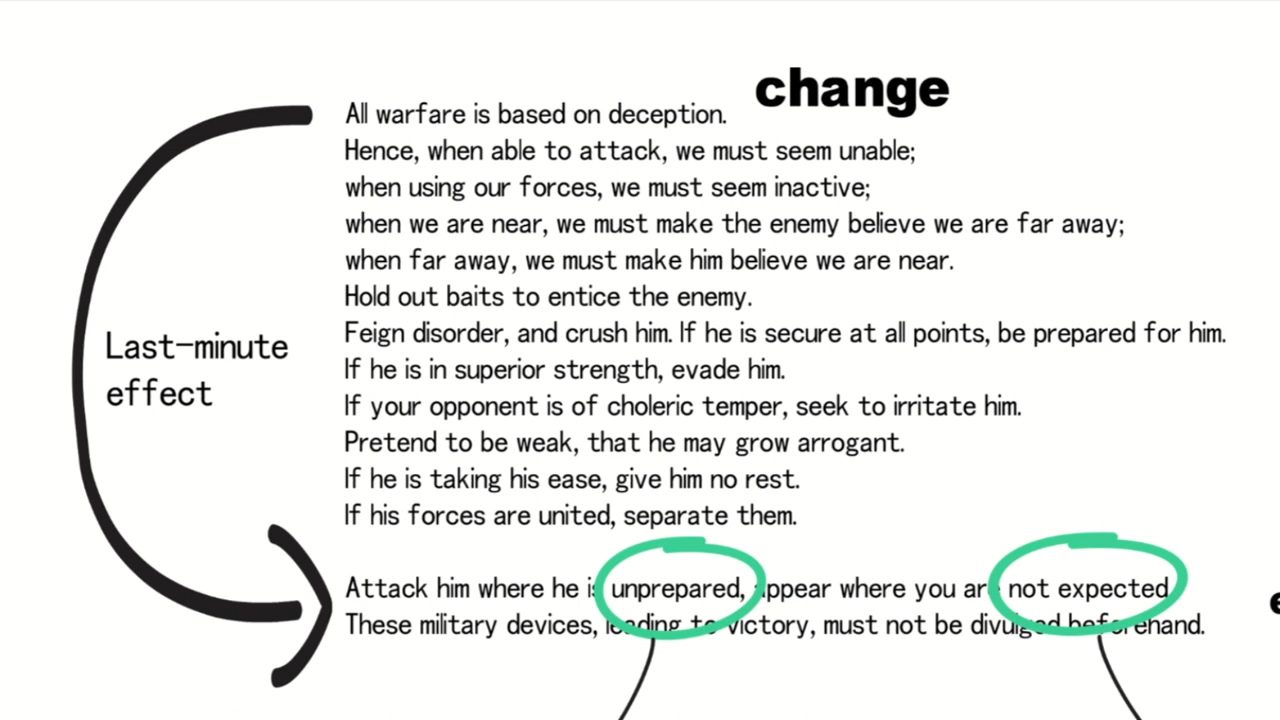 change
All warfare is based on deception.
Hence, when able to attack, we must seem unable;
when using our forces, we must seem inactive;
when we are near, we must make the enemy believe we are far away;
when far away, we must make him believe we are near.
Hold out baits to entice the enemy.
Feign disorder, and crush him. If he is secure at all points, be prepared for him.
If he is in superior strength, evade him.
If your opponent is of choleric temper, seek to irritate him.
Pretend to be weak, that he may grow arrogant.
If he is taking his ease, give him no rest.
If his forces are united, separate them.
Last-minute
effect
Attack him where he is unprepared, appear where you are not expected
These military devices, leading to victory, must not be divulged beforehand.